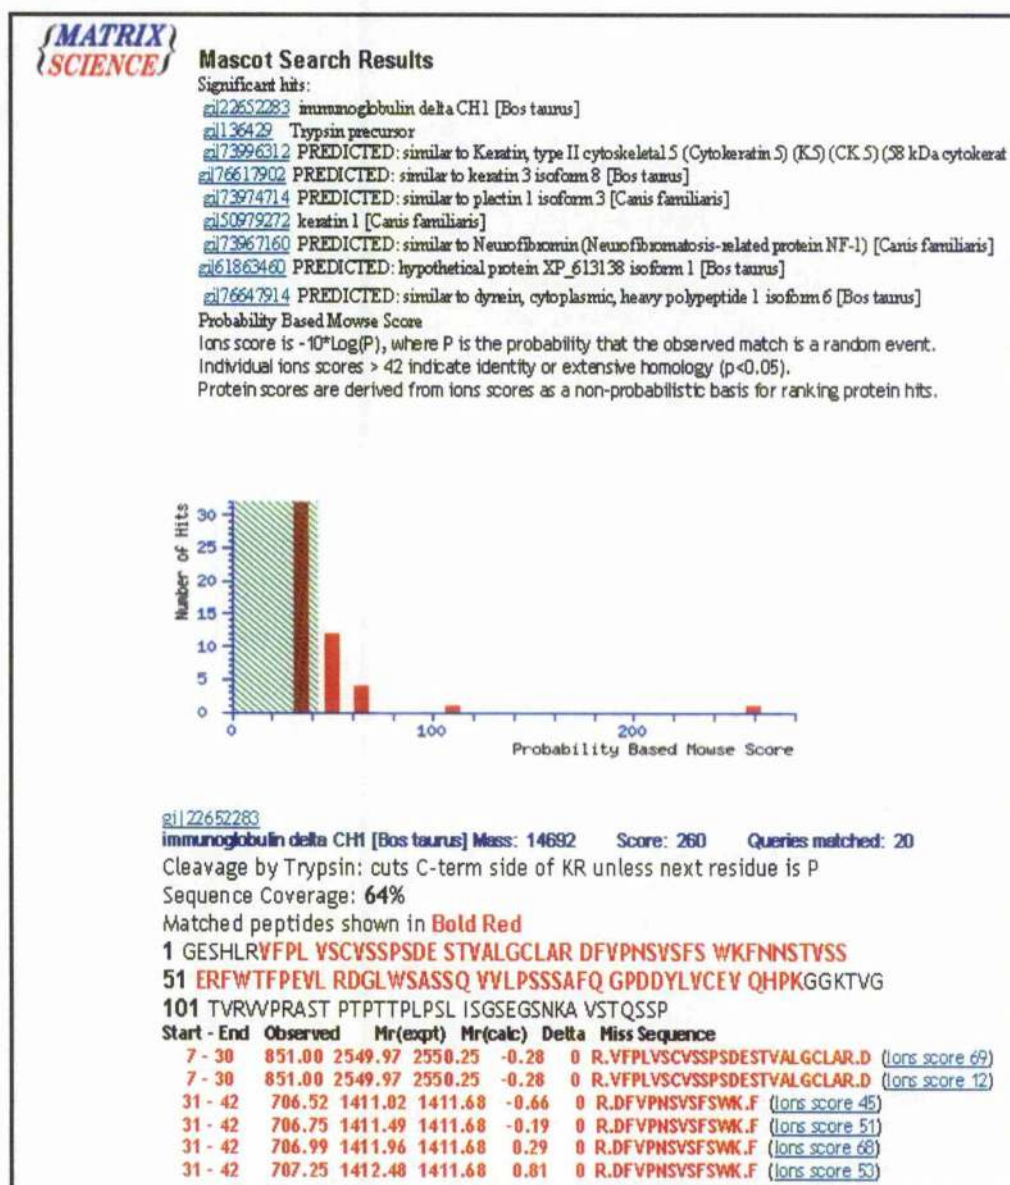 {MATRIX}
{SCIENCE}
Mascot Search Results
Significant hits:
gi|22652283 immunoglobulin delta CH1 [Bos taurus]
gi|136429 Trypsin precursor
gi|73996312 PREDICTED: similar to Keratin, type II cytoskeletal 5 (Cytokeratin 5) (K5) (CK 5) (58 kDa cytokerat
gi|76617902 PREDICTED: similar to keratin 3 isoform 8 [Bos taurus]
gi|73974714 PREDICTED: similar to plectin 1 isoform 3 [Canis familiaris]
gi|50979272 keratin 1 [Canis familiaris]
gi|73967160 PREDICTED: similar to Neurofibromin (Neurofibromatosis-related protein NF-1) [Canis familiaris]
gi|61863460 PREDICTED: hypothetical protein XP_613138 isoform 1 [Bos taurus]
gi|76647914 PREDICTED: similar to dynein, cytoplasmic, heavy polypeptide 1 isoform 6 [Bos taurus]
Probability Based Mowse Score
Ions score is -10*Log(P), where P is the probability that the observed match is a random event.
Individual ions scores > 42 indicate identity or extensive homology (p<0.05).
Protein scores are derived from ions scores as a non-probabilistic basis for ranking protein hits.
Number of Hits
30
25
20
15
10
5
0
0 100 200
Probability Based Mowse Score
gi|22652283
immunoglobulin delta CH1 [Bos taurus] Mass: 14692 Score: 260 Queries matched: 20
Cleavage by Trypsin: cuts C-term side of KR unless next residue is P
Sequence Coverage: 64%
Matched peptides shown in Bold Red
1 GESHLRVFPL VSCVSSPSDE STVALGCLAR DFVPNSVSFS WKFNNSTVSS
51 ERFWTFPEVL RDGLWSASSQ VVLPSSSAFQ GPDDYLVCEV QHPKGGKTVG
101 TVRVVPRAST PTPTTPLPSL ISGSEGSNKA VSTQSSP
Start - End Observed Mr(expt) Mr(calc) Delta Miss Sequence
7 - 30 851.00 2549.97 2550.25 -0.28 0 R.VFPLVSCVSSPSDESTVALGCLAR.D (Ions score 69)
7 - 30 851.00 2549.97 2550.25 -0.28 0 R.VFPLVSCVSSPSDESTVALGCLAR.D (Ions score 12)
31 - 42 706.52 1411.02 1411.68 -0.66 0 R.DFVPNSVSFSWK.F (Ions score 45)
31 - 42 706.75 1411.49 1411.68 -0.19 0 R.DFVPNSVSFSWK.F (Ions score 51)
31 - 42 706.99 1411.96 1411.68 0.29 0 R.DFVPNSVSFSWK.F (Ions score 68)
31 - 42 707.25 1412.48 1411.68 0.81 0 R.DFVPNSVSFSWK.F (Ions score 53)